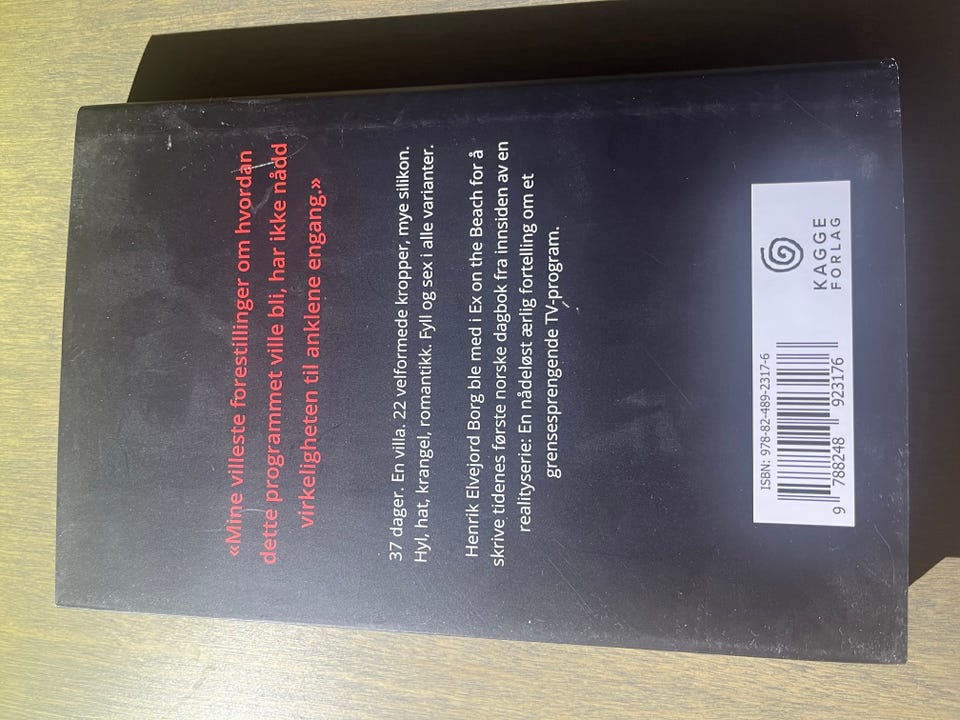 «Mine villeste forestillinger om hvordan
dette programmet ville bli, har ikke nådd
virkeligheten til anklene engang.»
37 dager. En villa. 22 velformede kropper, mye silikon.
Hyl, hat, krangel, romantikk. Fyll og sex i alle varianter.
Henrik Elvejord Borg ble med i Ex on the Beach for å
skrive tidenes første norske dagbok fra innsiden av en
realityserie: En nådeløst ærlig fortelling om et
grensesprengende TV-program.
ISBN: 978-82-489-2317-6
9 788248 923176
KAGGE
FORLAG